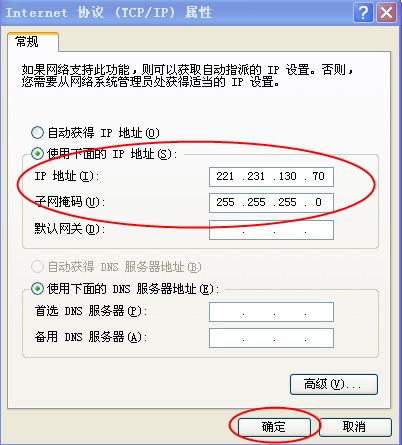 Internet 协议 (TCP/IP) 属性
常规
如果网络支持此功能，则可以获取自动指派的 IP 设置。否则，
您需要从网络系统管理员处获得适当的 IP 设置。
自动获得 IP 地址(O)
使用下面的 IP 地址(S):
IP 地址(I): 221 .231 .130 .70
子网掩码(U): 255 .255 .255 .0
默认网关(D): . . .
自动获得 DNS 服务器地址(B)
使用下面的 DNS 服务器地址(E):
首选 DNS 服务器(P): . . .
备用 DNS 服务器(A): . . .
高级(V)...
确定 取消